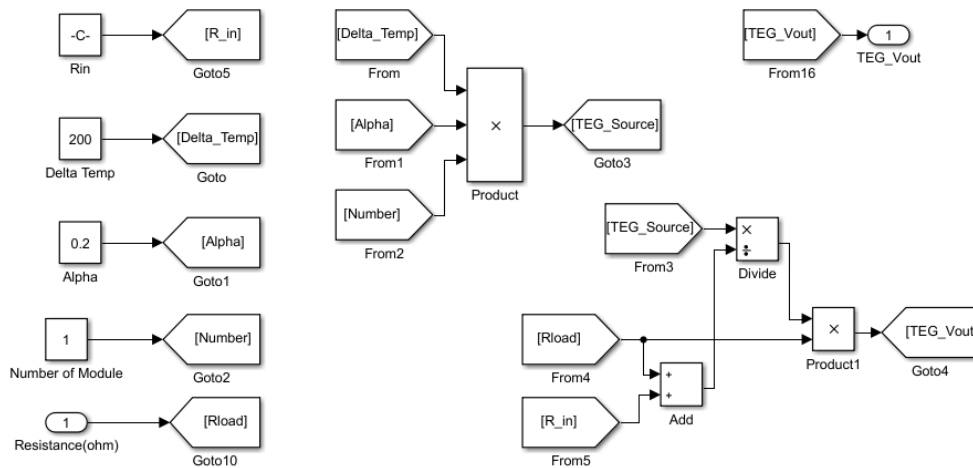 -C-
Rin
[R_in]
Goto5
200
Delta Temp
[Delta_Temp]
Goto
0.2
Alpha
[Alpha]
Goto1
1
Number of Module
[Number]
Goto2
1
Resistance(ohm)
[Rload]
Goto10
[Delta_Temp]
From
[Alpha]
From1
[Number]
From2
×
Product
[TEG_Source]
Goto3
[TEG_Vout]
From16
1
TEG_Vout
[TEG_Source]
From3
×
÷
Divide
[Rload]
From4
[R_in]
From5
+
+
Add
×
Product1
[TEG_Vout
Goto4